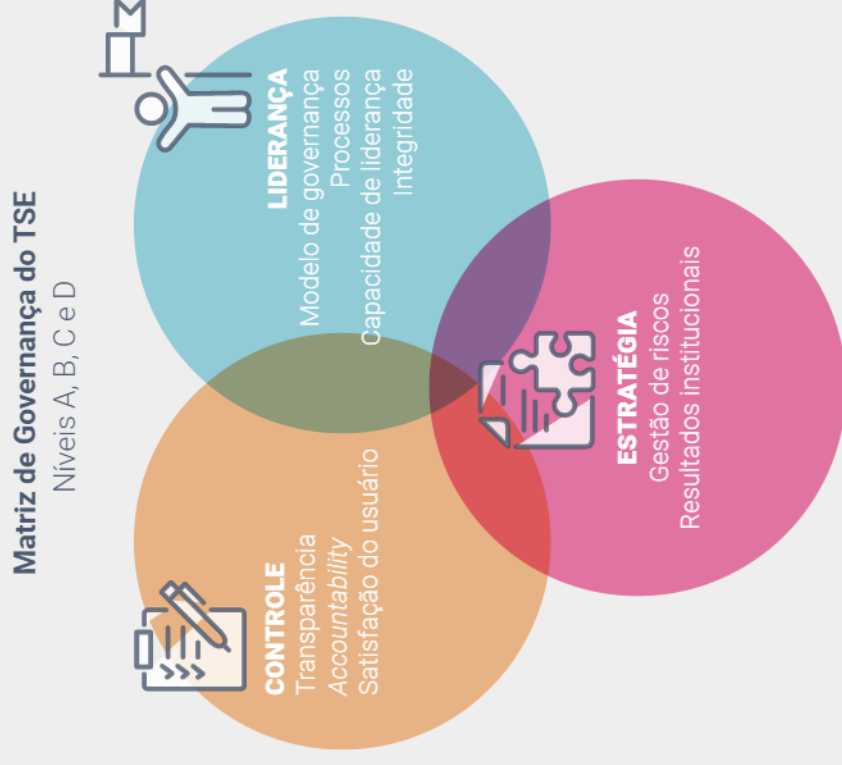 Matriz de Governança do TSE
Níveis A, B, C e D
CONTROLE
Transparência
Accountability
Satisfação do usuário
LIDERANÇA
Modelo de governança
Processos
Capacidade de liderança
Integridade
ESTRATÉGIA
Gestão de riscos
Resultados institucionais